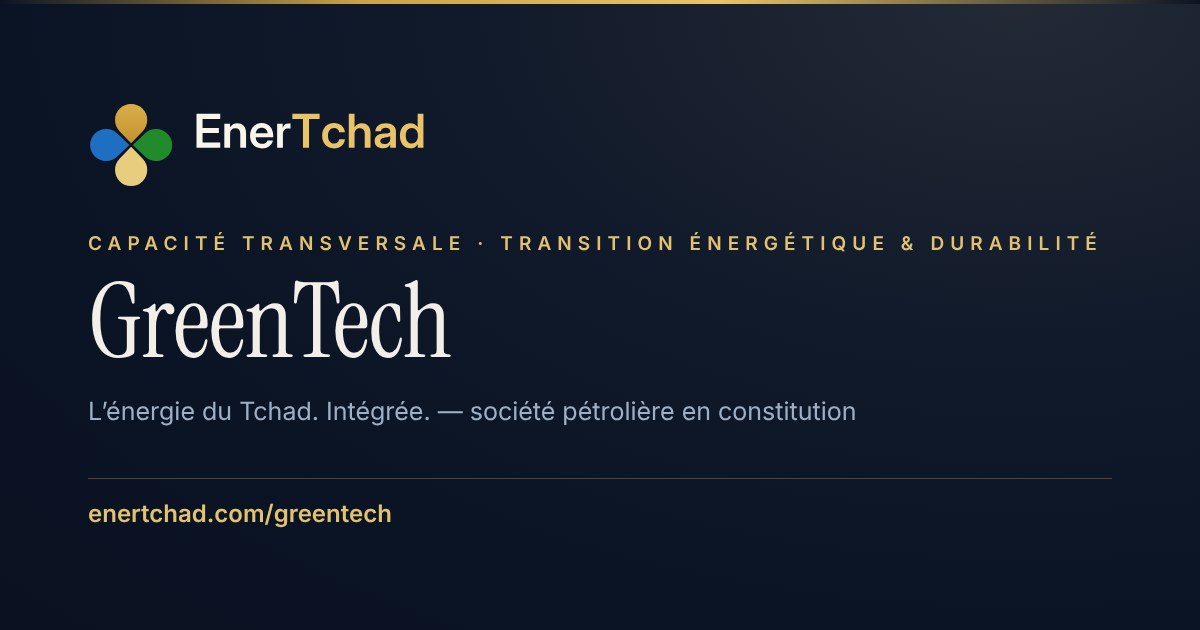 EnerTchad
CAPACITÉ TRANSVERSALE · TRANSITION ÉNERGÉTIQUE & DURABILITÉ
GreenTech
L’énergie du Tchad. Intégrée. — société pétrolière en constitution
enertchad.com/greentech